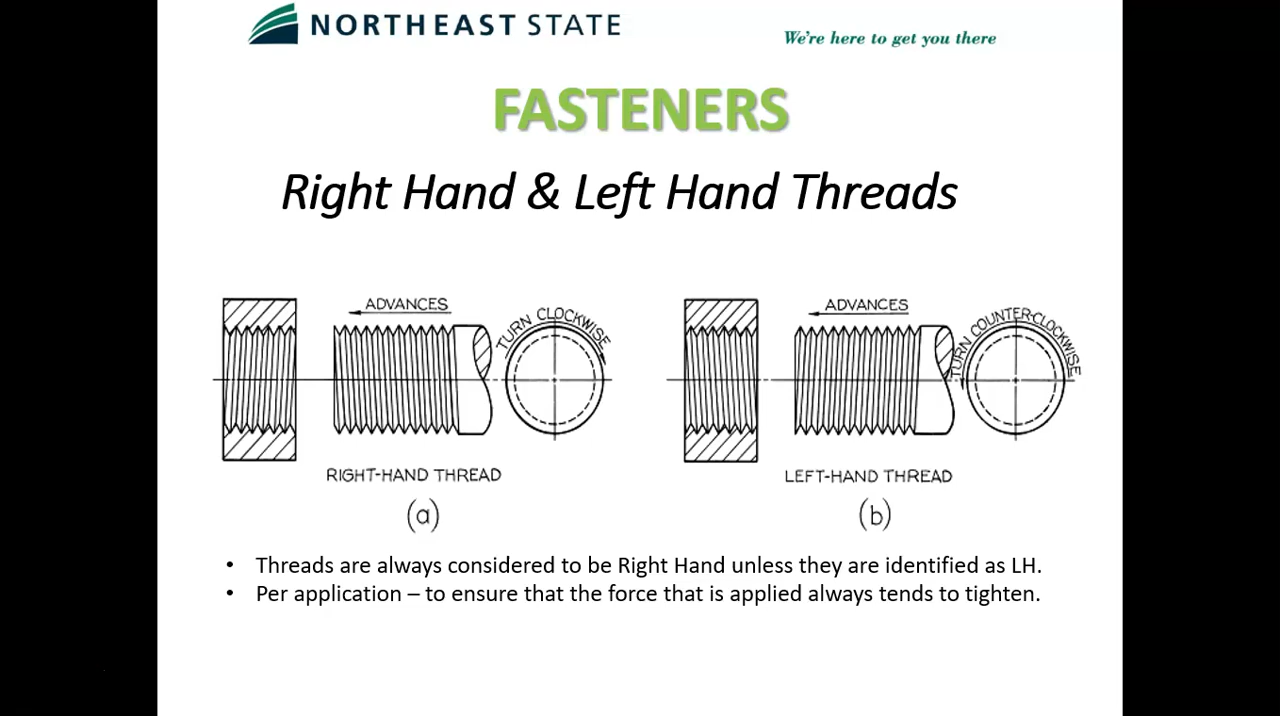 NORTHEAST STATE
We're here to get you there
FASTENERS
Right Hand & Left Hand Threads
ADVANCES
TURN CLOCKWISE
ADVANCES
TURN COUNTER-CLOCKWISE
RIGHT-HAND THREAD
LEFT-HAND THREAD
(a)
(b)
• Threads are always considered to be Right Hand unless they are identified as LH.
• Per application – to ensure that the force that is applied always tends to tighten.